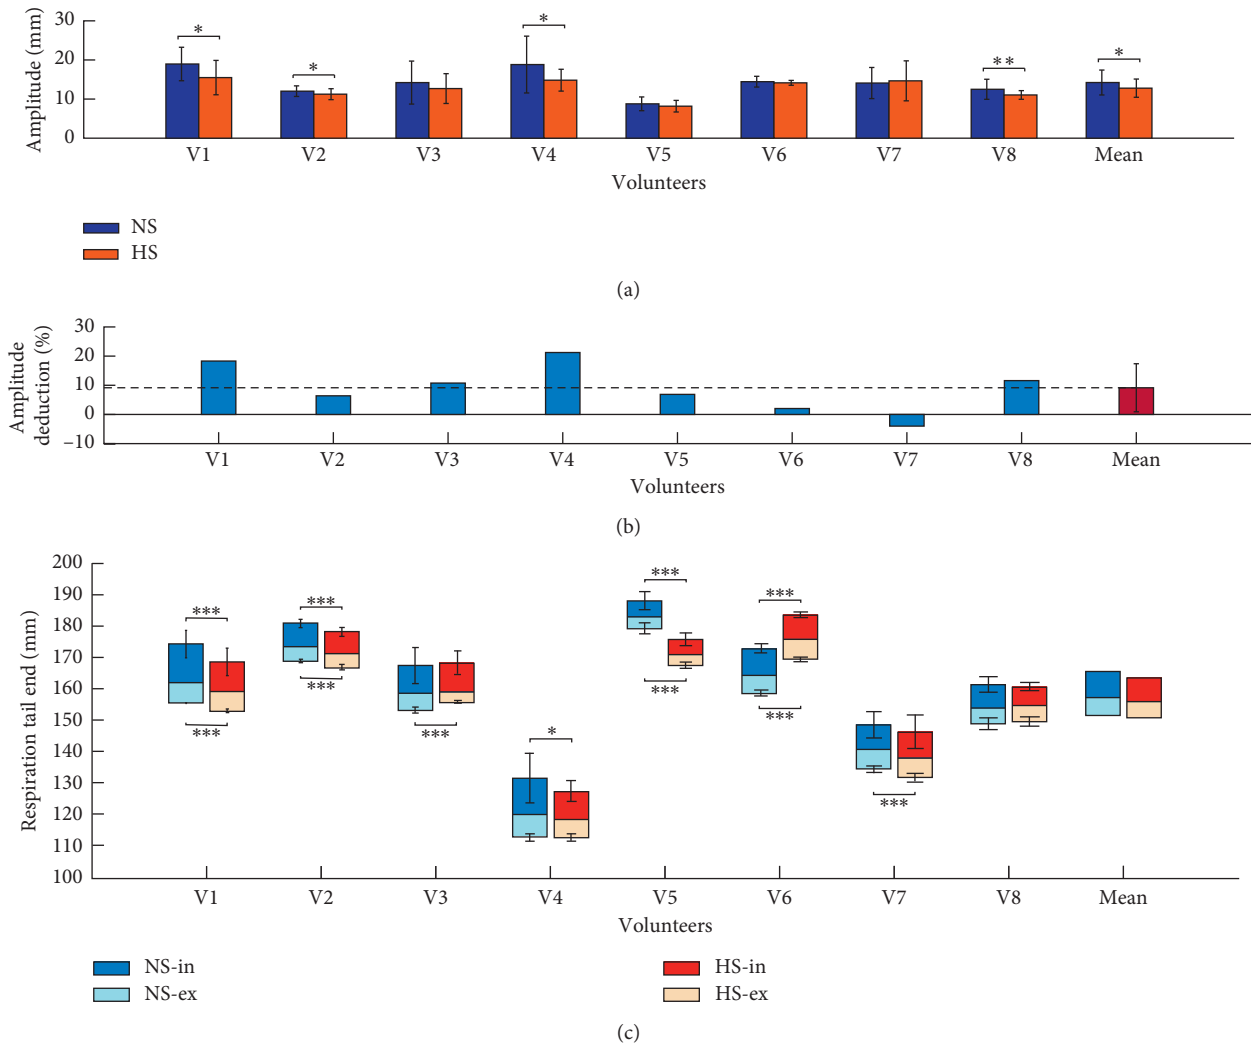 Amplitude (mm)
30
20
10
0
*
*
*
**
*
V1 V2 V3 V4 V5 V6 V7 V8 Mean
Volunteers
NS
HS
(a)
Amplitude
deduction (%)
30
20
10
0
−10
V1 V2 V3 V4 V5 V6 V7 V8 Mean
Volunteers
(b)
Respiration tail end (mm)
200
190
180
170
160
150
140
130
120
110
100
*** *** *** ***
*** *** *** * *** *** ***
V1 V2 V3 V4 V5 V6 V7 V8 Mean
Volunteers
NS-in HS-in
NS-ex HS-ex
(c)